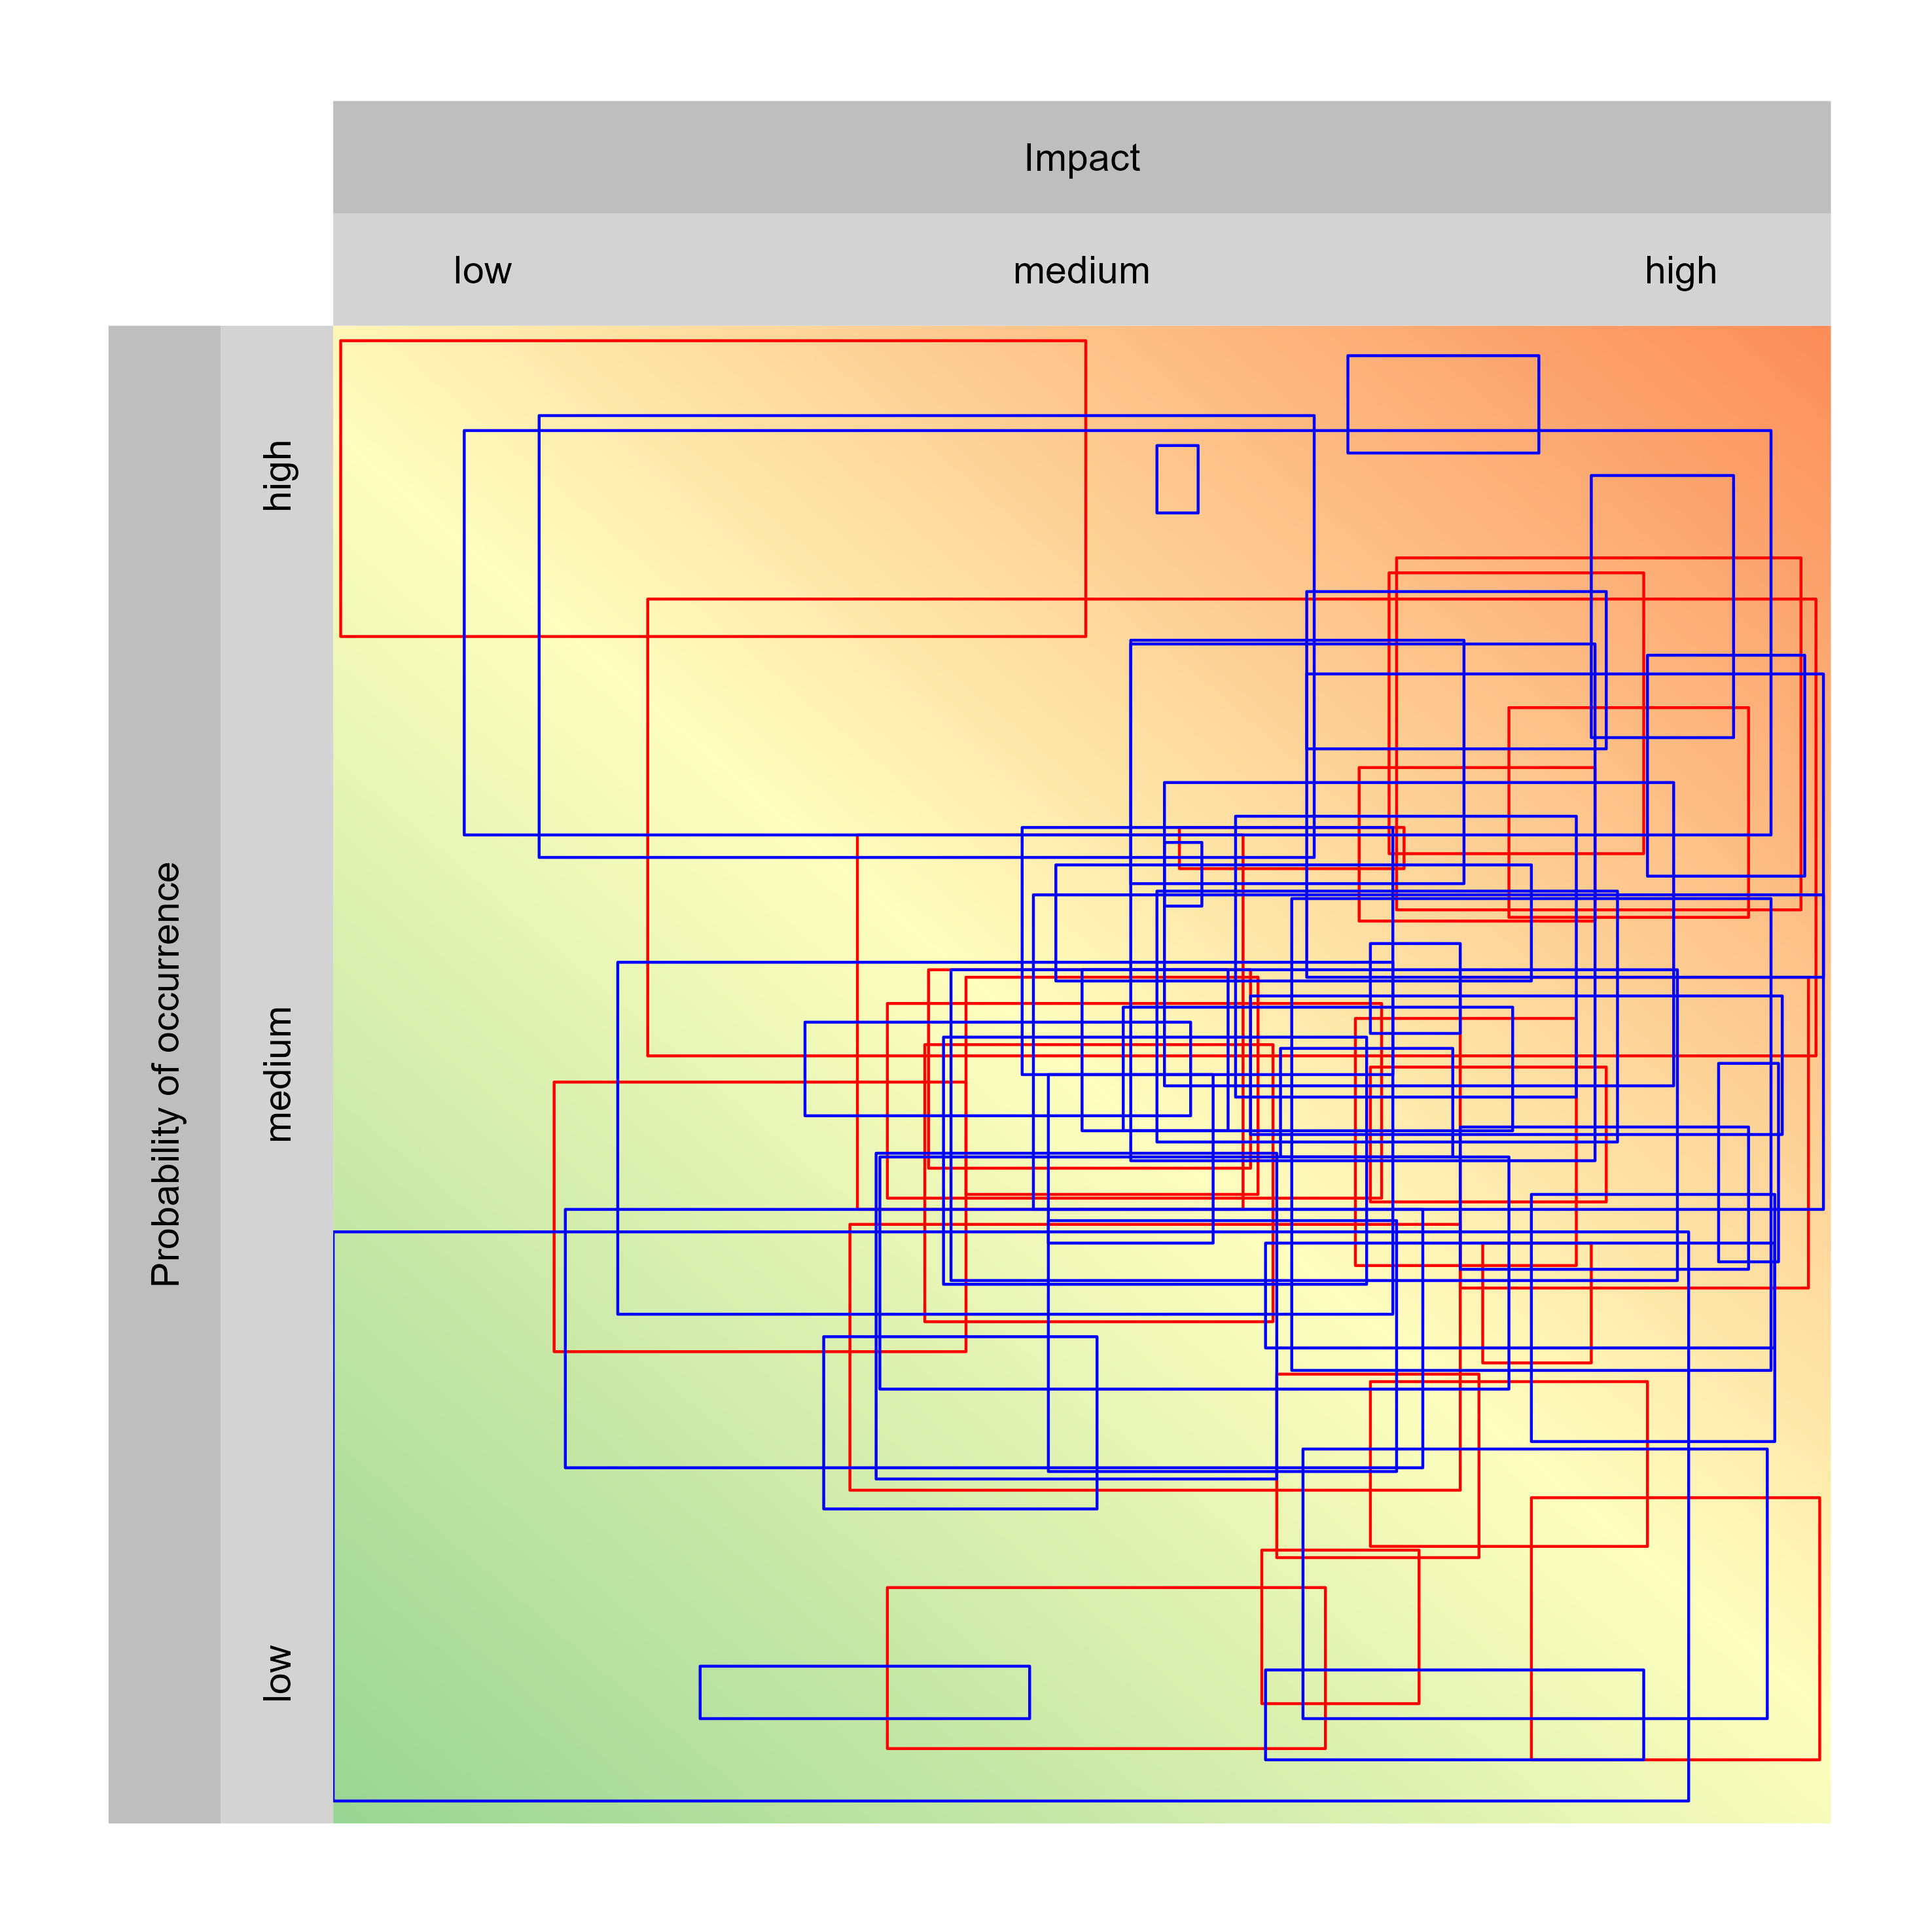 Impact
low medium high
Probability of occurrence
high
medium
low